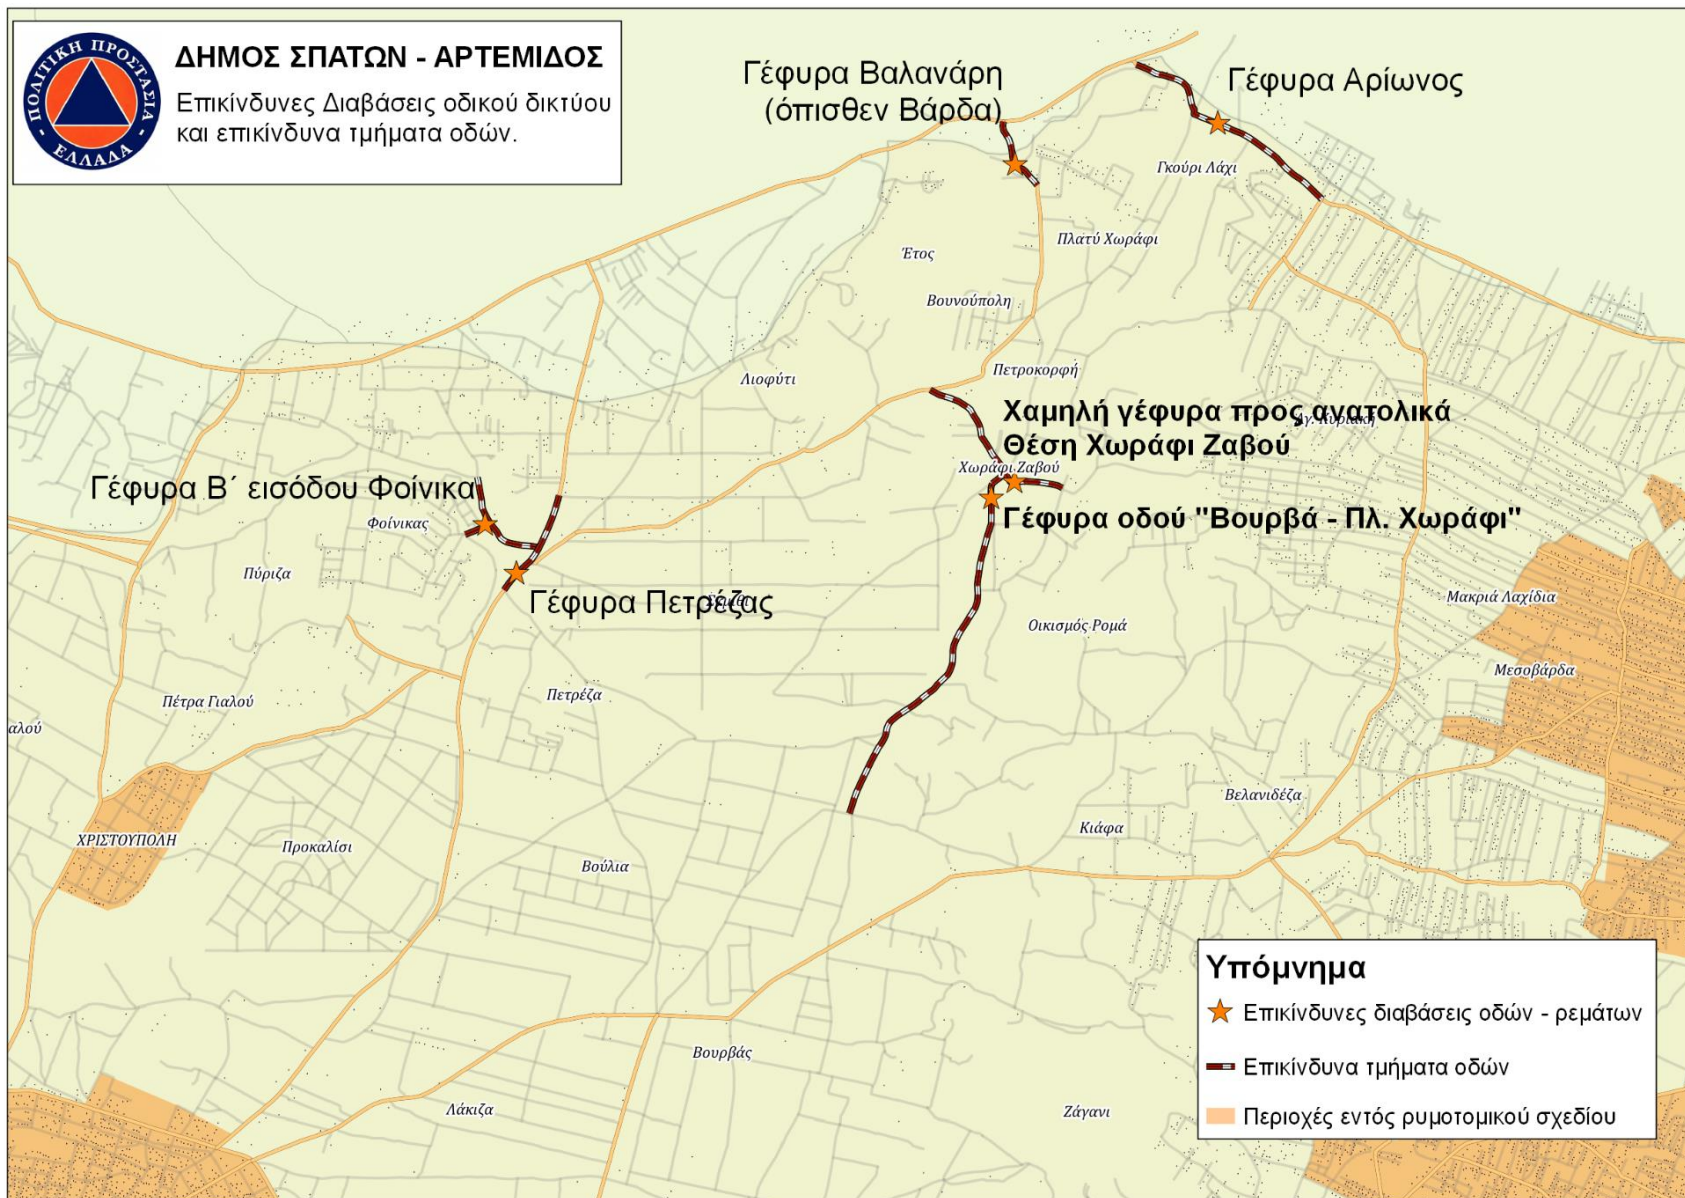 ΠΟΛΙΤΙΚΗ ΠΡΟΣΤΑΣΙΑ
- ΕΛΛΑΔΑ -
ΔΗΜΟΣ ΣΠΑΤΩΝ - ΑΡΤΕΜΙΔΟΣ
Επικίνδυνες Διαβάσεις οδικού δικτύου
και επικίνδυνα τμήματα οδών.
Γέφυρα Βαλανάρη
(όπισθεν Βάρδα)
Γέφυρα Αρίωνος
Γκούρι Λάχι
Πλατύ Χωράφι
Έτος
Βουνούπολη
Πετροκορφή
Λιοφύτι
Χαμηλή γέφυρα προς ανατολικά
Θέση Χωράφι Ζαβού
Αγ. Κυριακή
Χωράφι Ζαβού
Γέφυρα Β΄ εισόδου Φοίνικα
Φοίνικας
Γέφυρα οδού "Βουρβά - Πλ. Χωράφι"
Πύριζα
Γέφυρα Πετρέζας
Μακριά Λαχίδια
Οικισμός Ρομά
Μεσοβάρδα
Πέτρα Γιαλού
Πετρέζα
αλού
Βελανιδέζα
Κιάφα
ΧΡΙΣΤΟΥΠΟΛΗ
Προκαλίσι
Βούλια
Βουρβάς
Λάκιζα
Ζάγανι
Υπόμνημα
Επικίνδυνες διαβάσεις οδών - ρεμάτων
Επικίνδυνα τμήματα οδών
Περιοχές εντός ρυμοτομικού σχεδίου